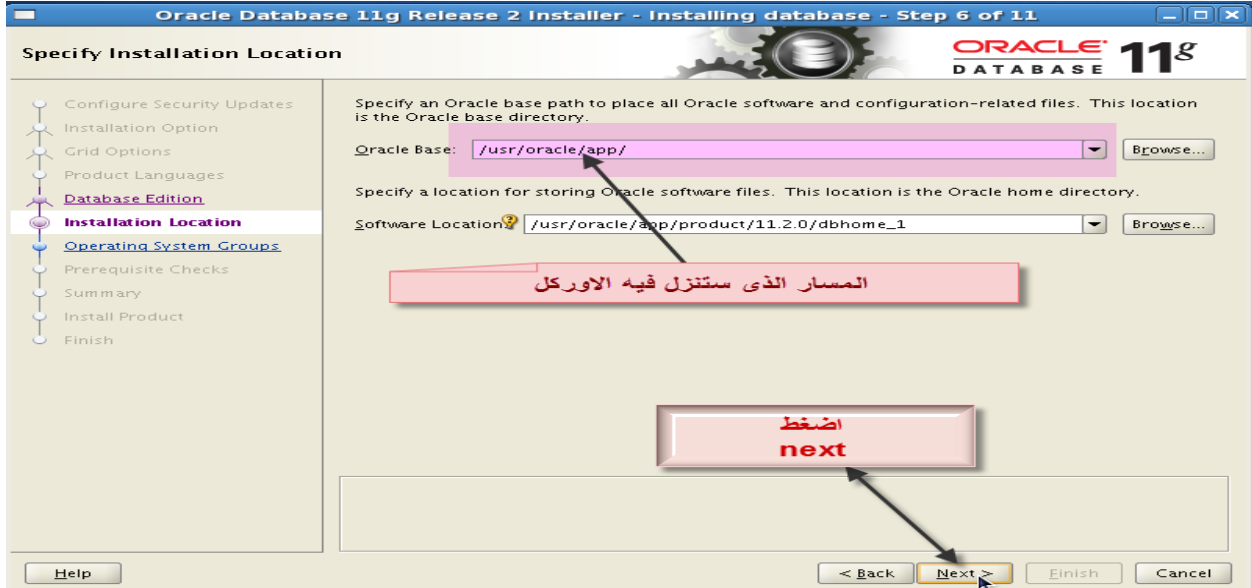 Oracle Database 11g Release 2 Installer - Installing database - Step 6 of 11
Specify Installation Location
ORACLE
DATABASE
11g
Configure Security Updates
Installation Option
Grid Options
Product Languages
Database Edition
Installation Location
Operating System Groups
Prerequisite Checks
Summary
Install Product
Finish
Specify an Oracle base path to place all Oracle software and configuration-related files. This location
is the Oracle base directory.
Oracle Base: /usr/oracle/app/ Browse...
Specify a location for storing Oracle software files. This location is the Oracle home directory.
Software Location: /usr/oracle/app/product/11.2.0/dbhome_1 Browse...
المسار الذى ستنزل فيه الاوركل
اضغط
next
Help < Back Next > Finish Cancel